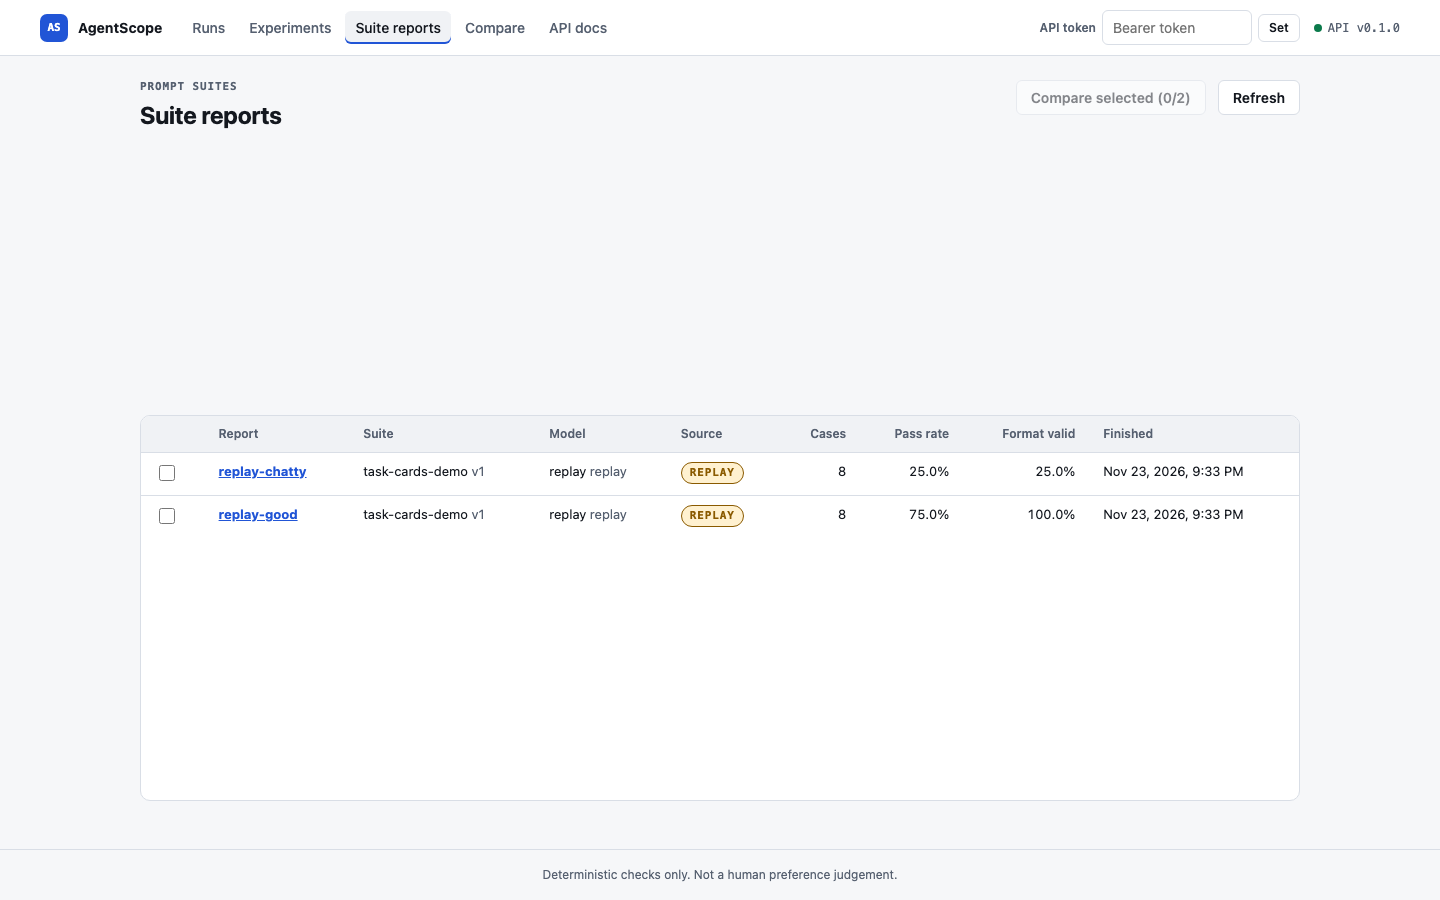 AS AgentScope Runs Experiments Suite reports Compare API docs API token Bearer token Set API v0.1.0
PROMPT SUITES
Suite reports
Compare selected (0/2) Refresh
Report Suite Model Source Cases Pass rate Format valid Finished
replay-chatty task-cards-demo v1 replay replay REPLAY 8 25.0% 25.0% Nov 23, 2026, 9:33 PM
replay-good task-cards-demo v1 replay replay REPLAY 8 75.0% 100.0% Nov 23, 2026, 9:33 PM
Deterministic checks only. Not a human preference judgement.